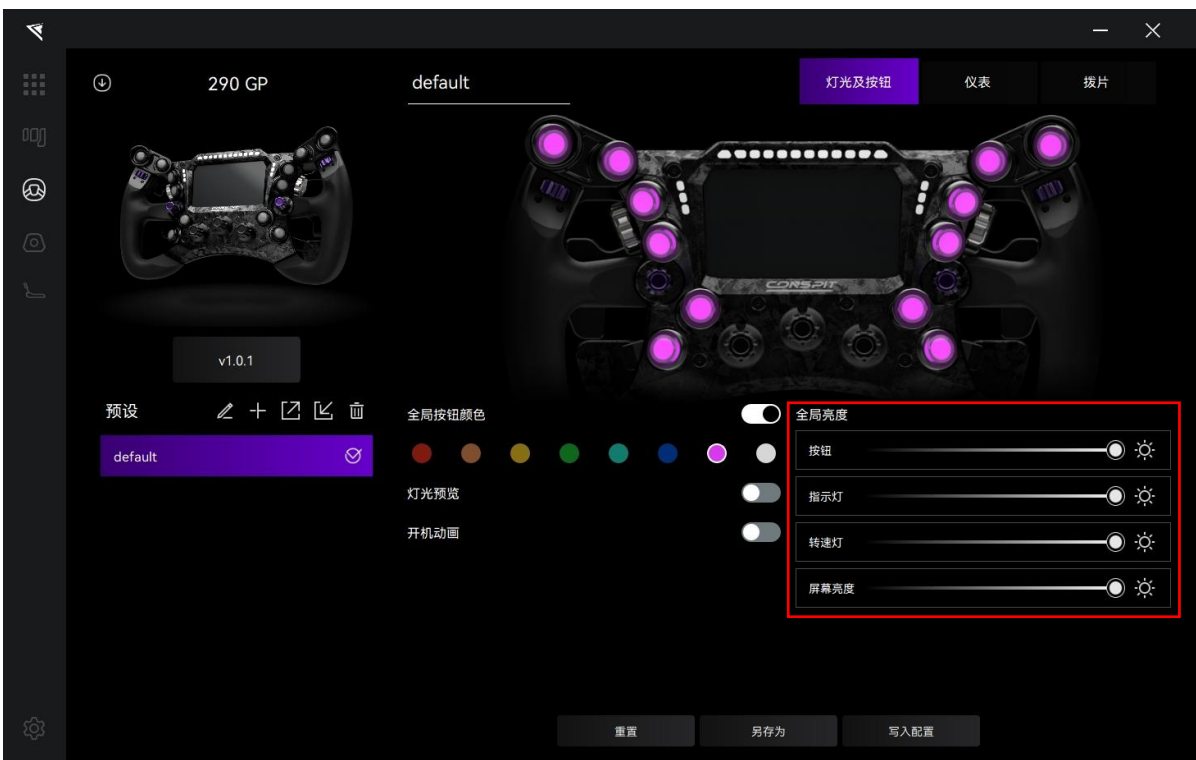 290 GP
default
灯光及按钮
仪表
拨片
CONSPIT
v1.0.1
预设
default
全局按钮颜色
灯光预览
开机动画
全局亮度
按钮
指示灯
转速灯
屏幕亮度
重置
另存为
写入配置